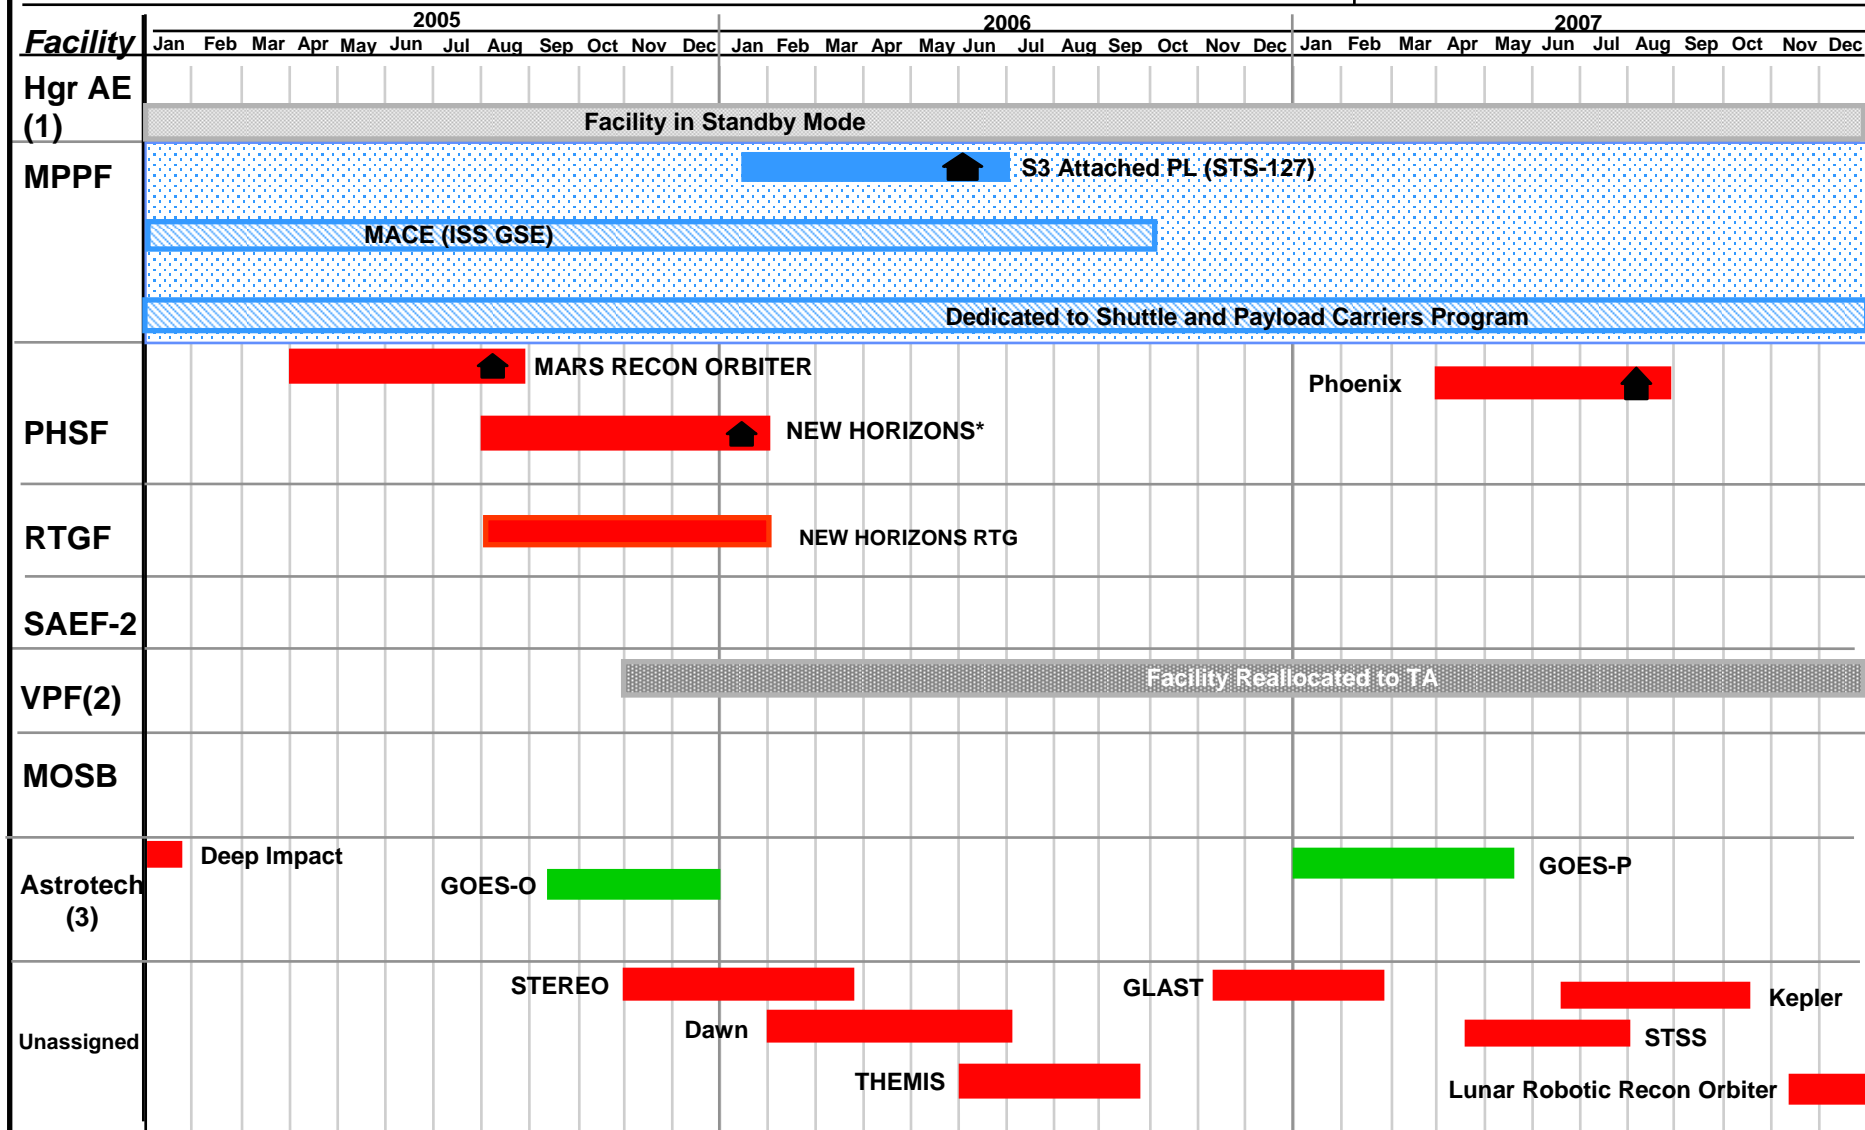 2005 2006 2007
Facility Jan Feb Mar Apr May Jun Jul Aug Sep Oct Nov Dec Jan Feb Mar Apr May Jun Jul Aug Sep Oct Nov Dec Jan Feb Mar Apr May Jun Jul Aug Sep Oct Nov Dec
Hgr AE
(1)
Facility in Standby Mode
MPPF
S3 Attached PL (STS-127)
MACE (ISS GSE)
Dedicated to Shuttle and Payload Carriers Program
PHSF
MARS RECON ORBITER
Phoenix
NEW HORIZONS*
RTGF
NEW HORIZONS RTG
SAEF-2
VPF(2)
Facility Reallocated to TA
MOSB
Astrotech
(3)
Deep Impact
GOES-O
GOES-P
Unassigned
STEREO
GLAST
Kepler
Dawn
STSS
THEMIS
Lunar Robotic Recon Orbiter